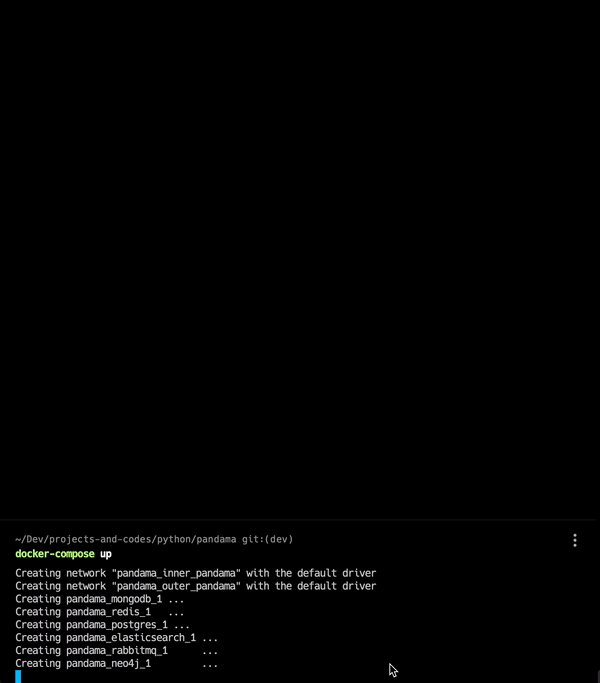 ~/Dev/projects-and-codes/python/pandama git:(dev)
docker-compose up
Creating network "pandama_inner_pandama" with the default driver
Creating network "pandama_outer_pandama" with the default driver
Creating pandama_mongodb_1 ...
Creating pandama_redis_1   ...
Creating pandama_postgres_1 ...
Creating pandama_elasticsearch_1 ...
Creating pandama_rabbitmq_1      ...
Creating pandama_neo4j_1         ...